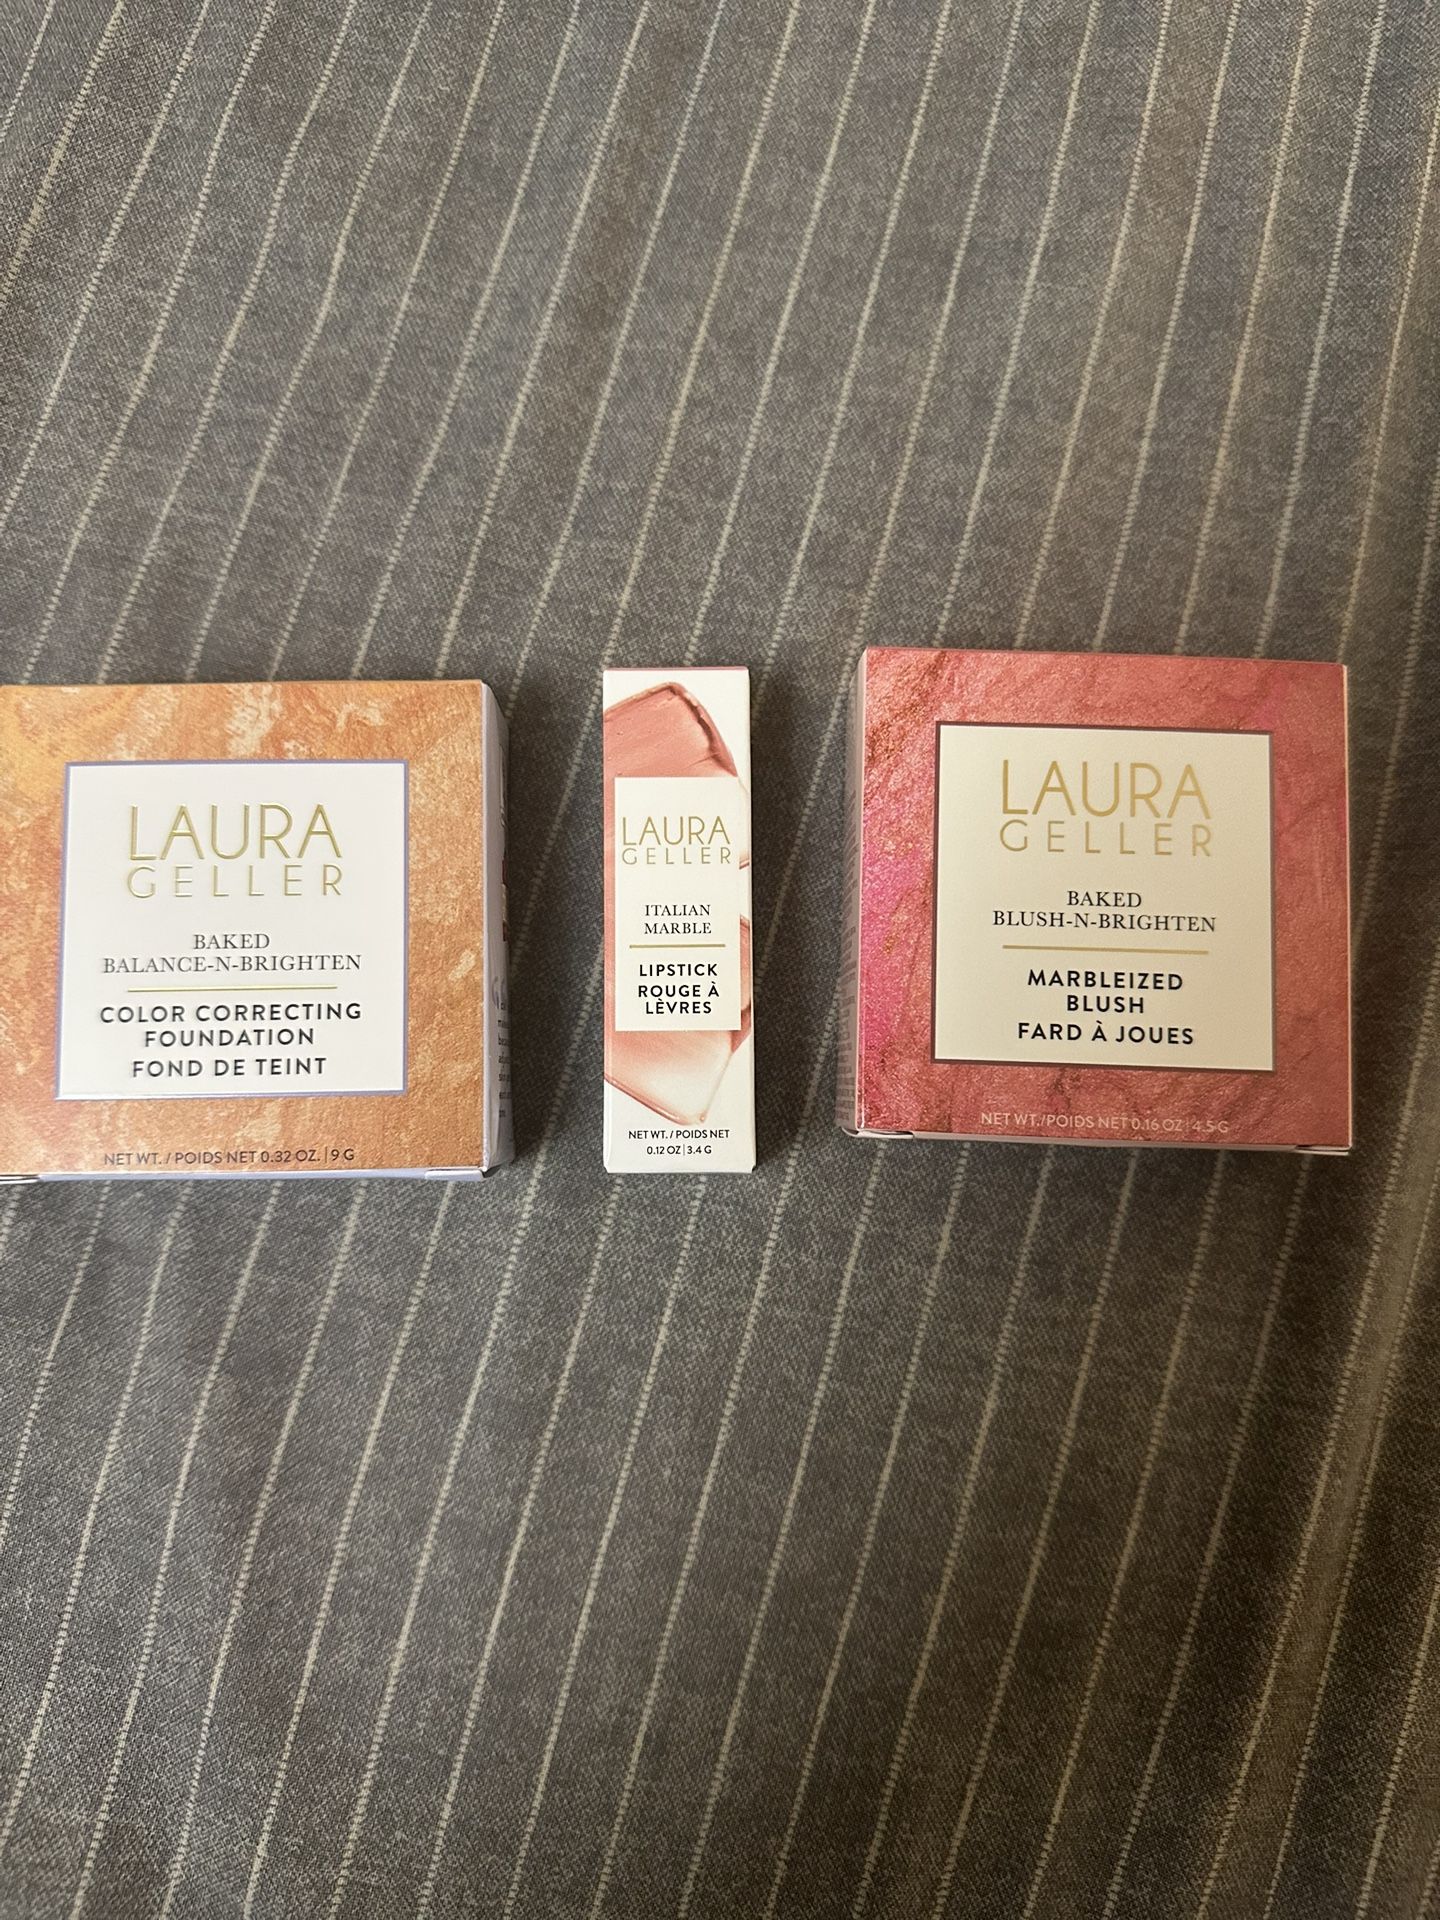 LAURA
GELLER
BAKED
BALANCE-N-BRIGHTEN
COLOR CORRECTING
FOUNDATION
FOND DE TEINT
NET WT. / POIDS NET 0.32 OZ. | 9 G
LAURA
GELLER
ITALIAN
MARBLE
LIPSTICK
ROUGE À
LÈVRES
NET WT. / POIDS NET
0.12 OZ | 3.4 G
LAURA
GELLER
BAKED
BLUSH-N-BRIGHTEN
MARBLEIZED
BLUSH
FARD À JOUES
NET WT./POIDS NET 0.16 OZ | 4.5 G